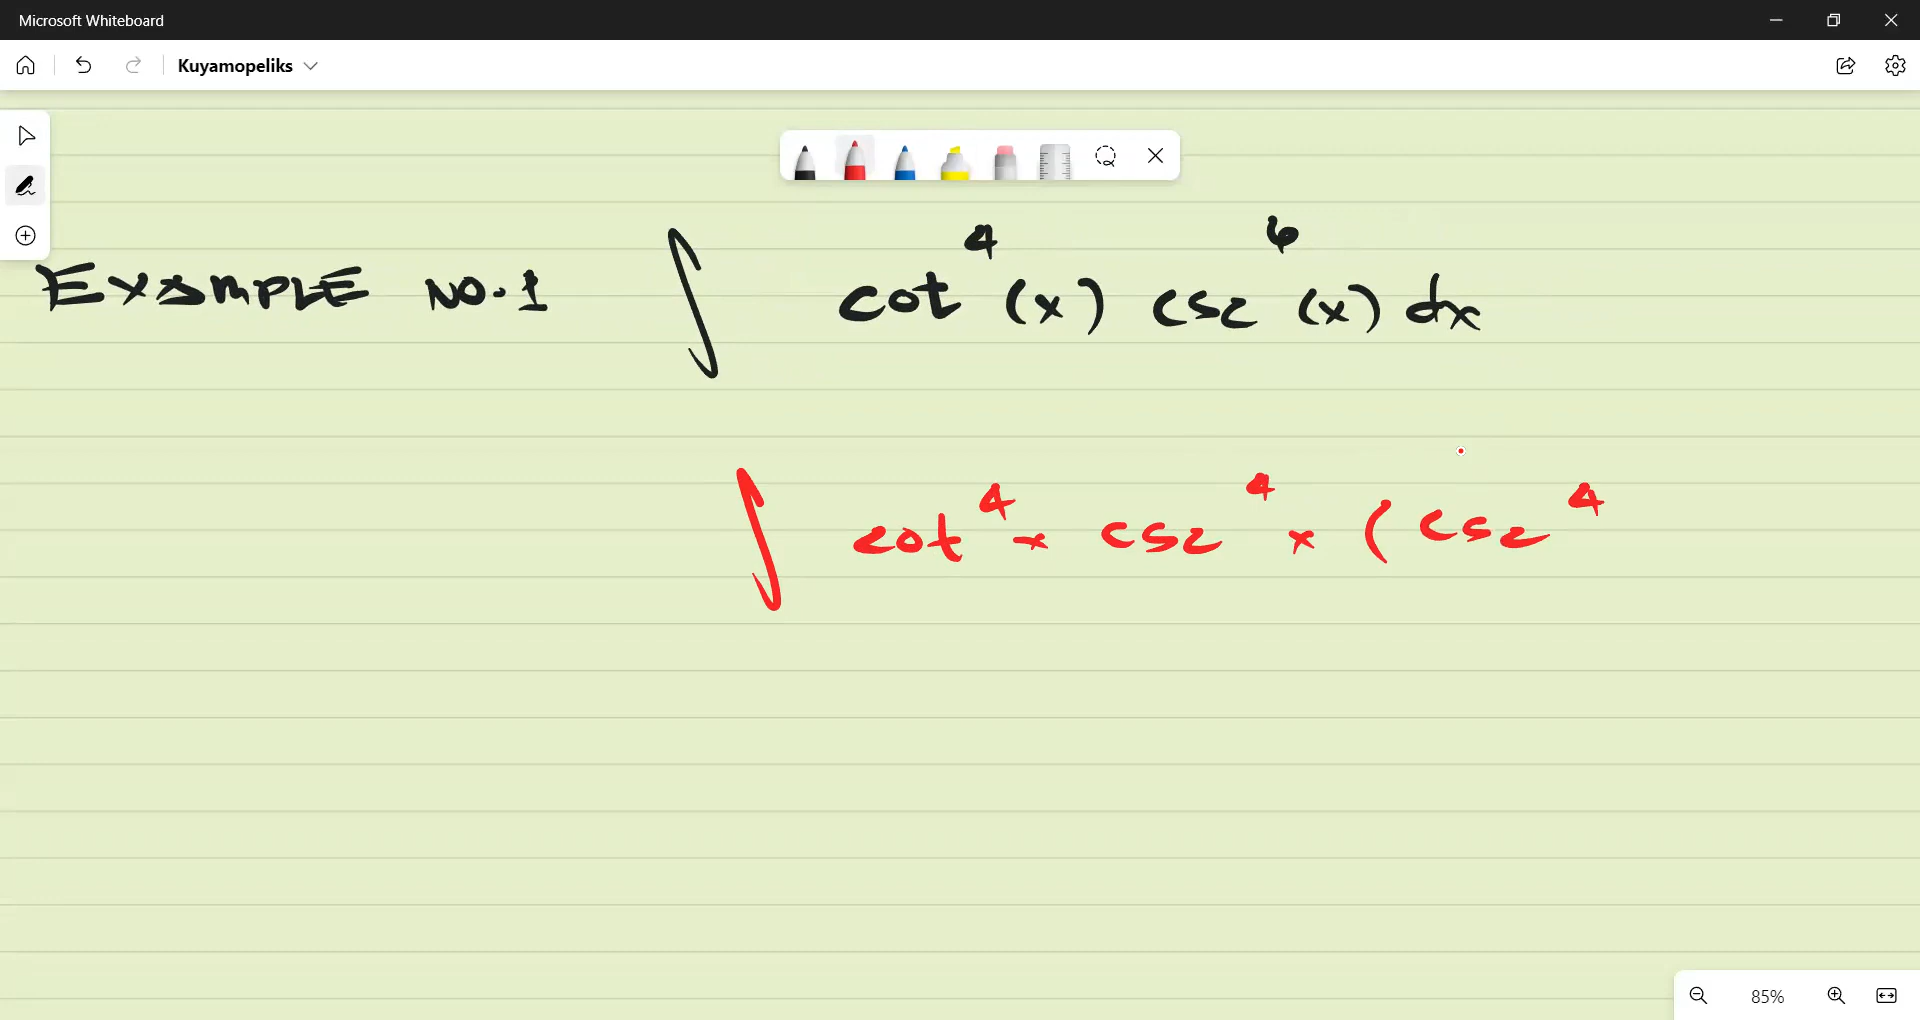 Microsoft Whiteboard
Kuyamopeliks
EXAMPLE NO.1 ∫ cot⁴ (x) csc⁶ (x) dx
∫ cot⁴ x csc⁴ x (csc⁴
85%